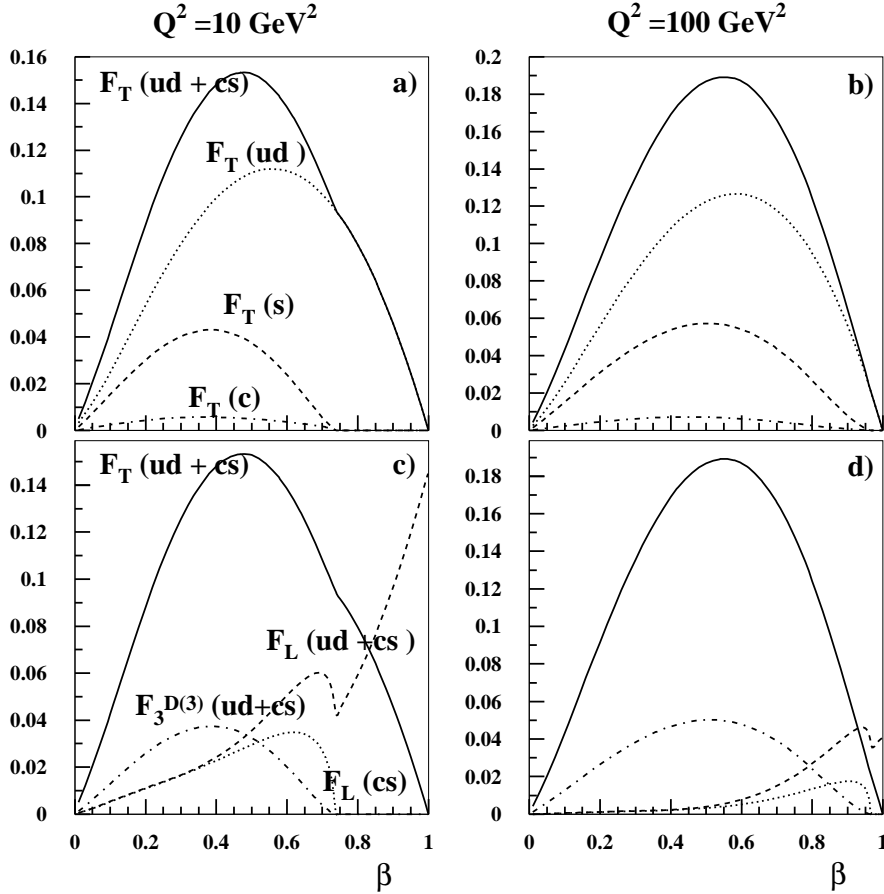 Q² =10 GeV²
Q² =100 GeV²
0.16
0.14
0.12
0.1
0.08
0.06
0.04
0.02
0
F_T (ud + cs)
a)
F_T (ud )
F_T (s)
F_T (c)
0.2
0.18
0.16
0.14
0.12
0.1
0.08
0.06
0.04
0.02
0
b)
0.14
0.12
0.1
0.08
0.06
0.04
0.02
0
F_T (ud + cs)
c)
F_L (ud +cs )
F_3^D(3) (ud+cs)
F_L (cs)
0 0.2 0.4 0.6 0.8 1
β
0.18
0.16
0.14
0.12
0.1
0.08
0.06
0.04
0.02
0
d)
0 0.2 0.4 0.6 0.8 1
β